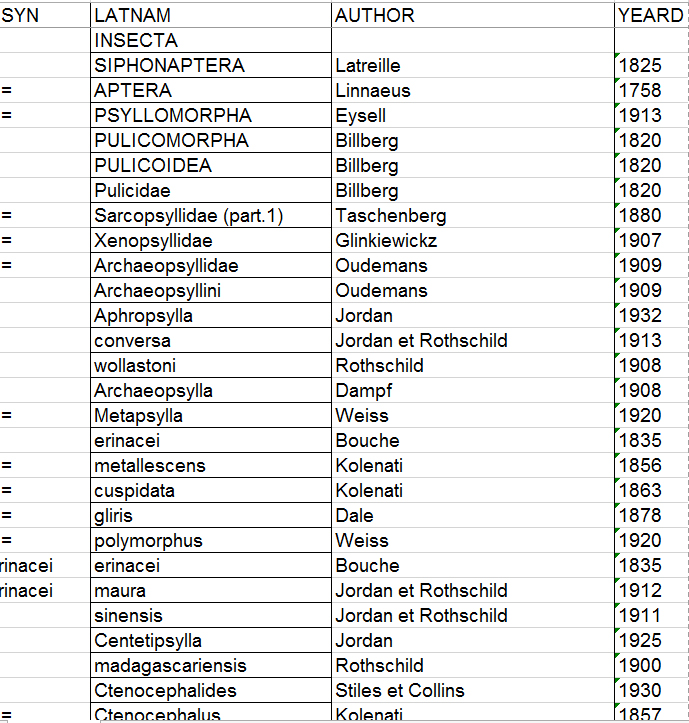 SYN LATNAM AUTHOR YEARD
INSECTA
SIPHONAPTERA Latreille 1825
= APTERA Linnaeus 1758
= PSYLLOMORPHA Eysell 1913
PULICOMORPHA Billberg 1820
PULICOIDEA Billberg 1820
Pulicidae Billberg 1820
= Sarcopsyllidae (part.1) Taschenberg 1880
= Xenopsyllidae Glinkiewickz 1907
= Archaeopsyllidae Oudemans 1909
Archaeopsyllini Oudemans 1909
Aphropsylla Jordan 1932
conversa Jordan et Rothschild 1913
wollastoni Rothschild 1908
Archaeopsylla Dampf 1908
= Metapsylla Weiss 1920
erinacei Bouche 1835
= metallescens Kolenati 1856
= cuspidata Kolenati 1863
= gliris Dale 1878
= polymorphus Weiss 1920
rinacei erinacei Bouche 1835
rinacei maura Jordan et Rothschild 1912
sinensis Jordan et Rothschild 1911
Centetipsylla Jordan 1925
madagascariensis Rothschild 1900
Ctenocephalides Stiles et Collins 1930
= Ctenocephalus Kolenati 1857